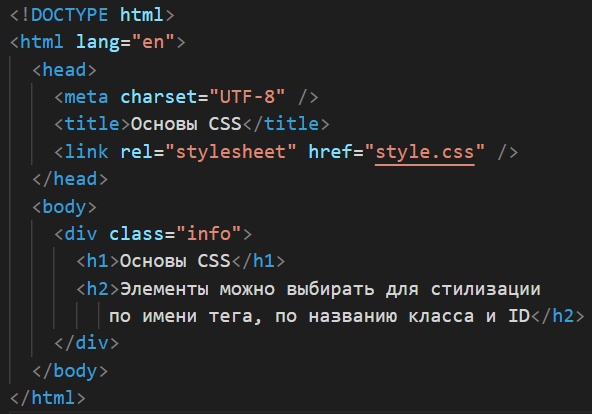 <!DOCTYPE html>
<html lang="en">
<head>
<meta charset="UTF-8" />
<title>Основы CSS</title>
<link rel="stylesheet" href="style.css" />
</head>
<body>
<div class="info">
<h1>Основы CSS</h1>
<h2>Элементы можно выбирать для стилизации
по имени тега, по названию класса и ID</h2>
</div>
</body>
</html>